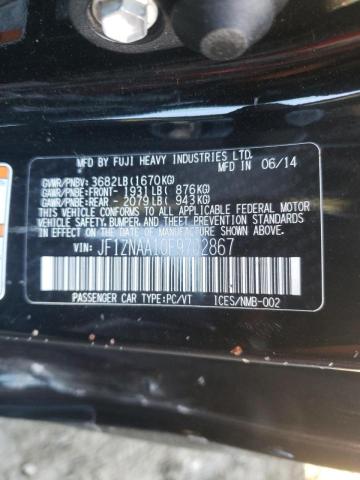 MFD BY FUJI HEAVY INDUSTRIES LTD.
IN 06/14
GVWR/PNBV: 3682LB(1670KG)
GAWR/PNBE:FRONT- 1931LB( 876KG)
GAWR/PNBE:REAR - 2079LB( 943KG)
THIS VEHICLE CONFORMS TO ALL
APPLICABLE FEDERAL MOTOR VEHICLE
SAFETY, BUMPER, AND THEFT PREVENTION
STANDARDS IN EFFECT ON THE DATE OF
MANUFACTURE SHOWN ABOVE.
VIN: JF1ZNAA10F9702867
PASSENGER CAR TYPE:PC/VT ICES/NMB-002